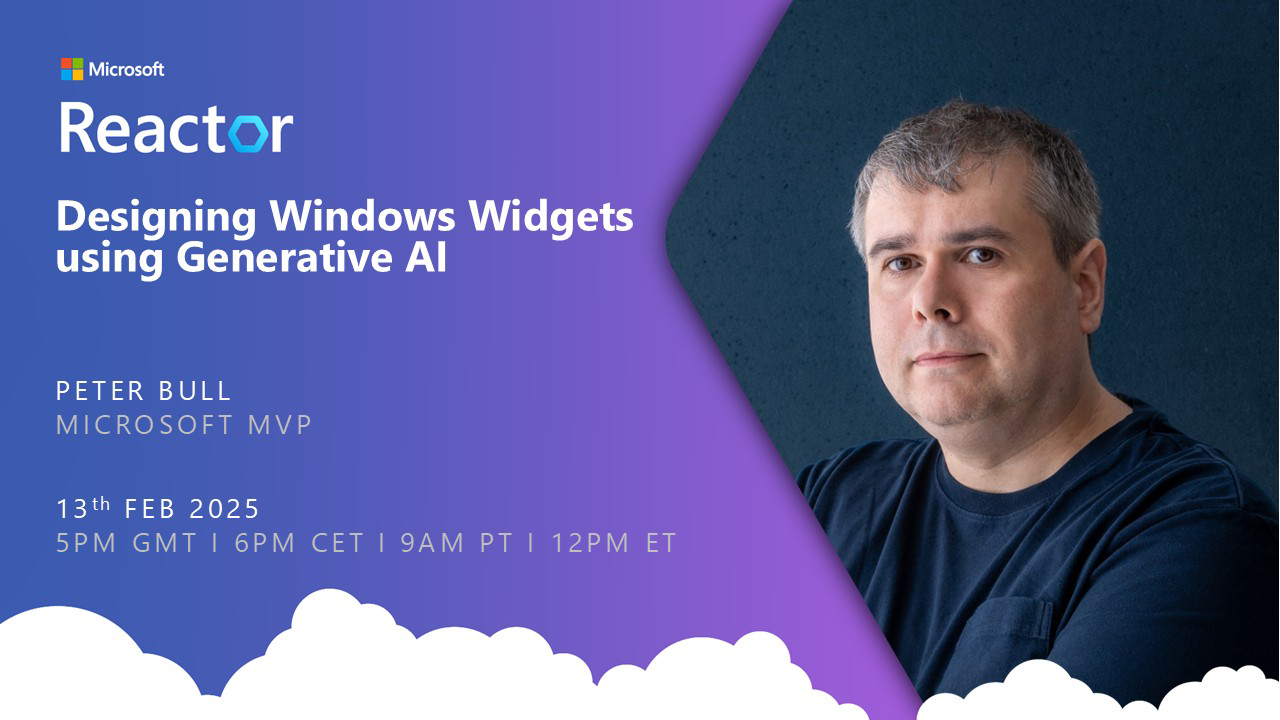 Microsoft
Reactor
Designing Windows Widgets
using Generative AI
PETER BULL
MICROSOFT MVP
13th FEB 2025
5PM GMT I 6PM CET I 9AM PT I 12PM ET